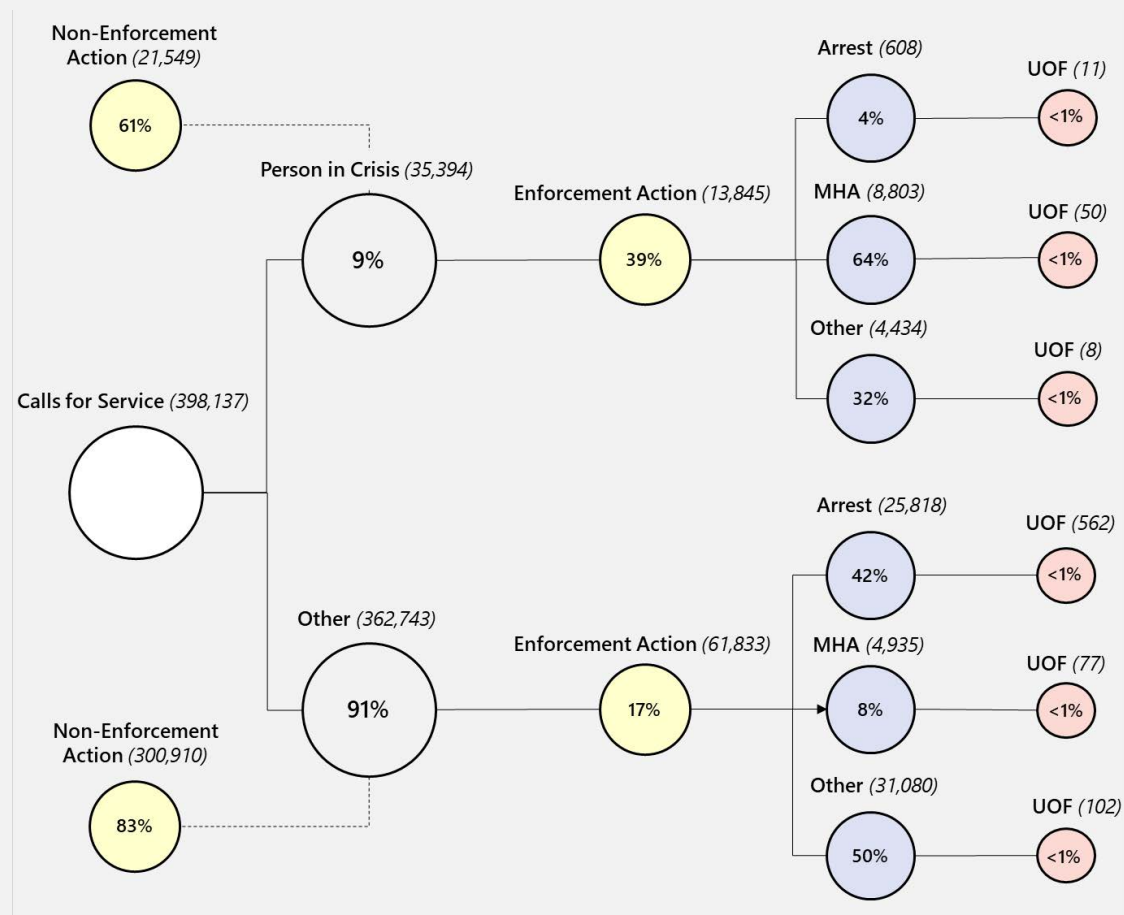 Non-Enforcement
Action (21,549)
61%
Person in Crisis (35,394)
9%
Enforcement Action (13,845)
39%
Arrest (608)
4%
UOF (11)
<1%
MHA (8,803)
64%
UOF (50)
<1%
Other (4,434)
32%
UOF (8)
<1%
Calls for Service (398,137)
Other (362,743)
91%
Enforcement Action (61,833)
17%
Arrest (25,818)
42%
UOF (562)
<1%
MHA (4,935)
8%
UOF (77)
<1%
Other (31,080)
50%
UOF (102)
<1%
Non-Enforcement
Action (300,910)
83%